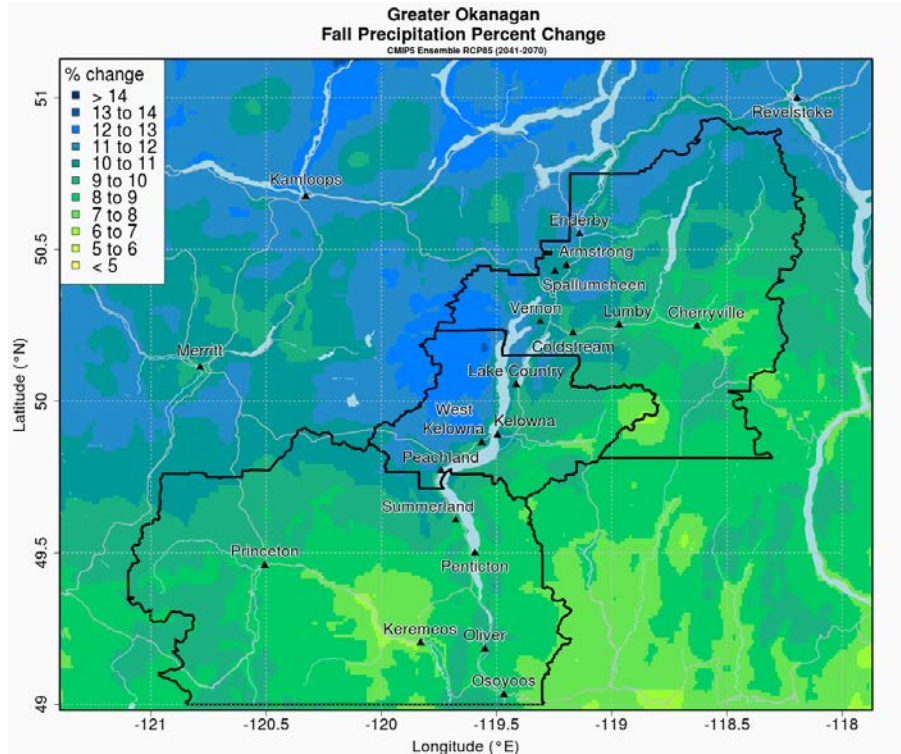 Greater Okanagan
Fall Precipitation Percent Change
CMIP5 Ensemble RCP85 (2041-2070)
% change
> 14
13 to 14
12 to 13
11 to 12
10 to 11
9 to 10
8 to 9
7 to 8
6 to 7
5 to 6
< 5
51
50.5
50
49.5
49
Latitude (°N)
Revelstoke
Kamloops
Enderby
Armstrong
Spallumcheen
Vernon
Lumby
Cherryville
Coldstream
Merritt
Lake Country
West
Kelowna
Kelowna
Peachland
Summerland
Princeton
Penticton
Keremeos
Oliver
Osoyoos
-121
-120.5
-120
-119.5
-119
-118.5
-118
Longitude (°E)